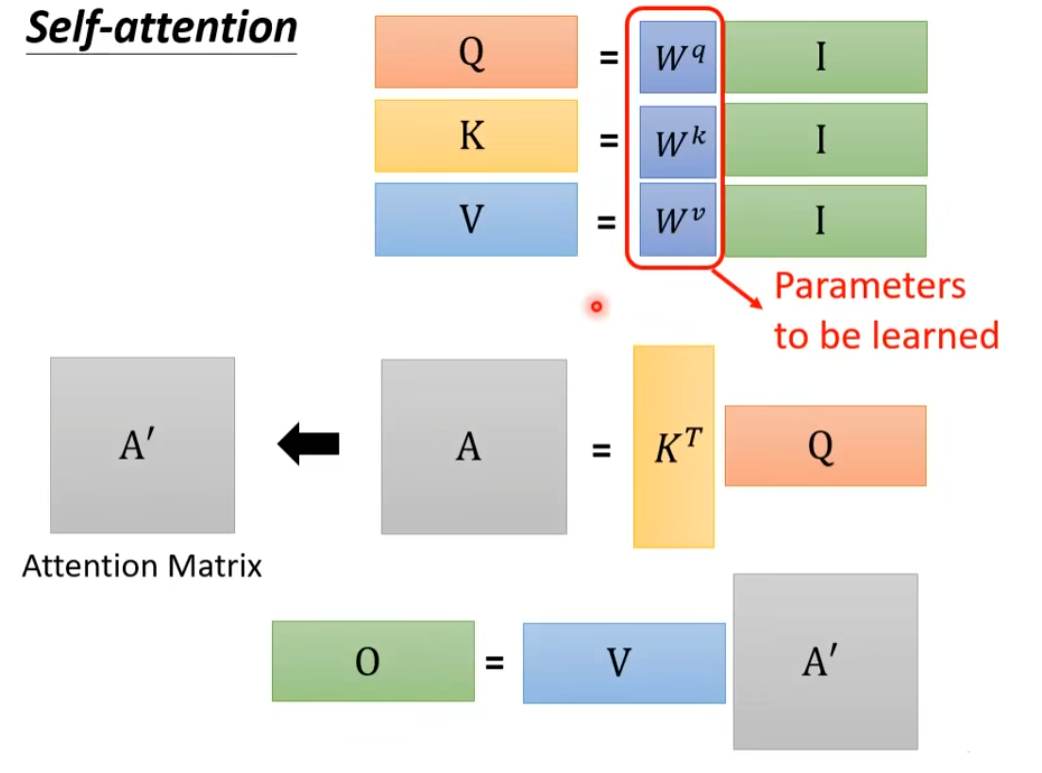 Self-attention
Q = W^q I
K = W^k I
V = W^v I
Parameters
to be learned
A′ A = K^T Q
Attention Matrix
O = V A′